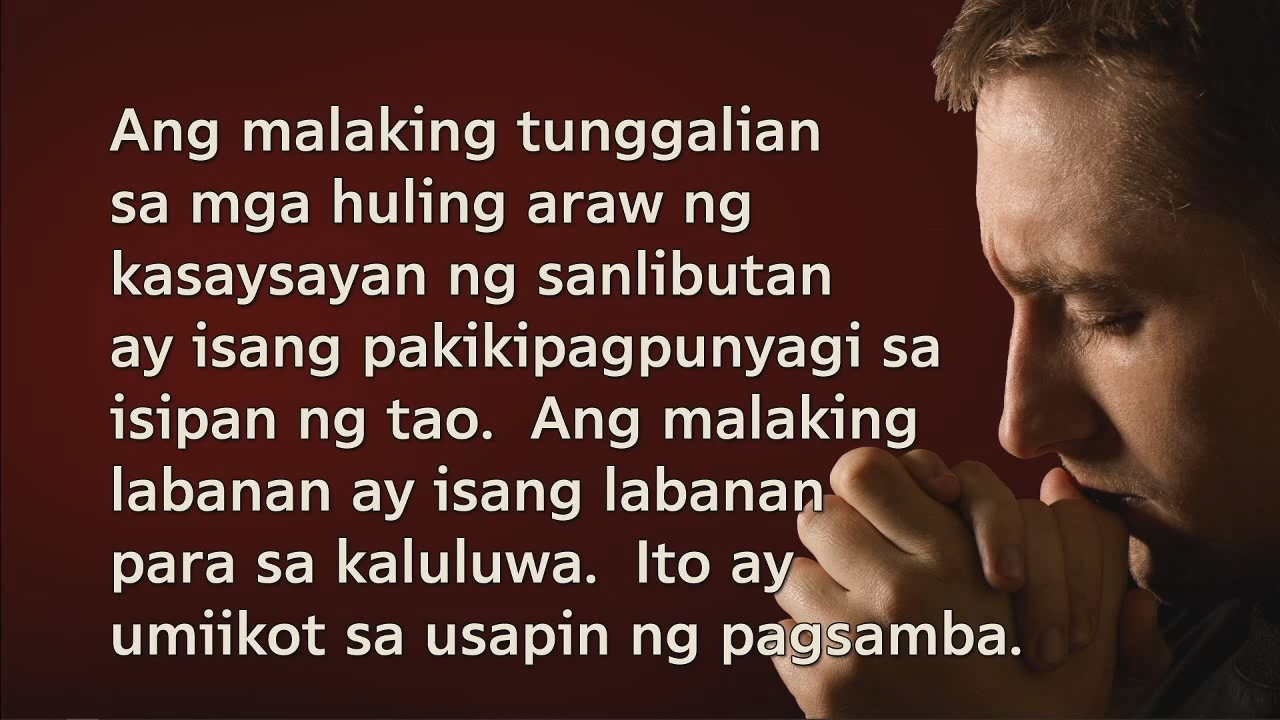 Ang malaking tunggalian
sa mga huling araw ng
kasaysayan ng sanlibutan
ay isang pakikipagpunyagi sa
isipan ng tao.  Ang malaking
labanan ay isang labanan
para sa kaluluwa.  Ito ay
umiikot sa usapin ng pagsamba.